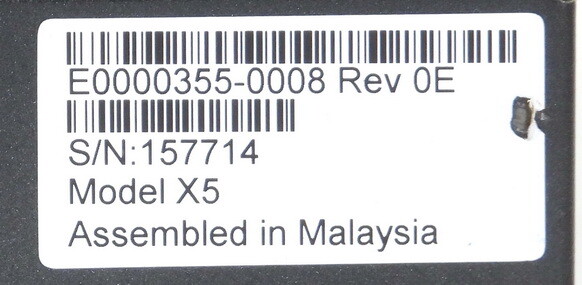 E0000355-0008 Rev 0E
S/N:157714
Model X5
Assembled in Malaysia